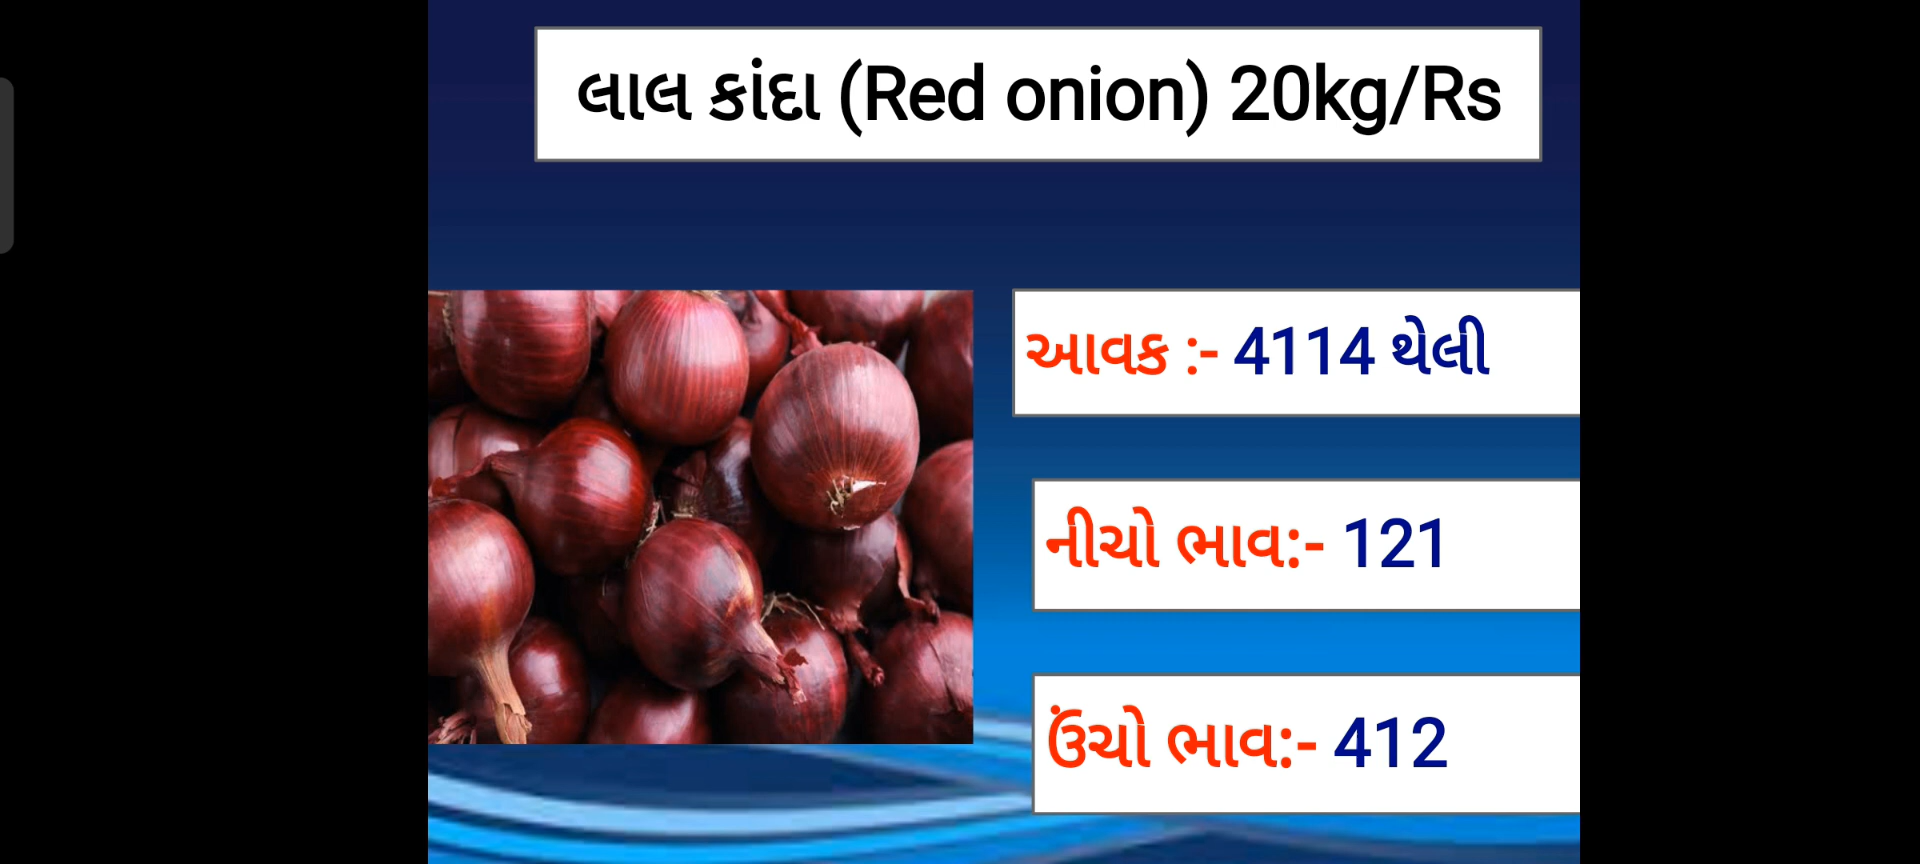 લાલ કાંદા (Red onion) 20kg/Rs
આવક :- 4114 થેલી
નીચો ભાવ:- 121
ઉંચો ભાવ:- 412